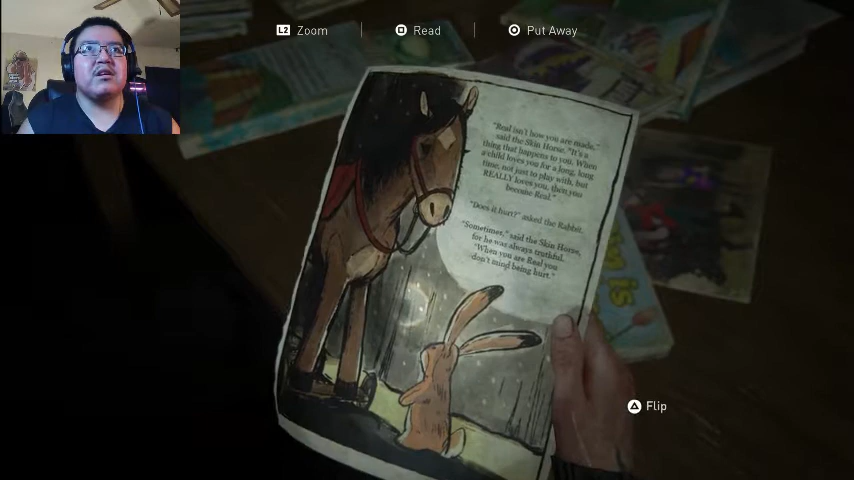 L2 Zoom
Read
Put Away
"Real isn't how you are made,"
said the Skin Horse. "It's a
thing that happens to you. When
a child loves you for a long, long
time, not just to play with, but
REALLY loves you, then you
become Real."
"Does it hurt?" asked the Rabbit.
"Sometimes," said the Skin Horse,
for he was always truthful.
"When you are Real you
don't mind being hurt."
is
Flip